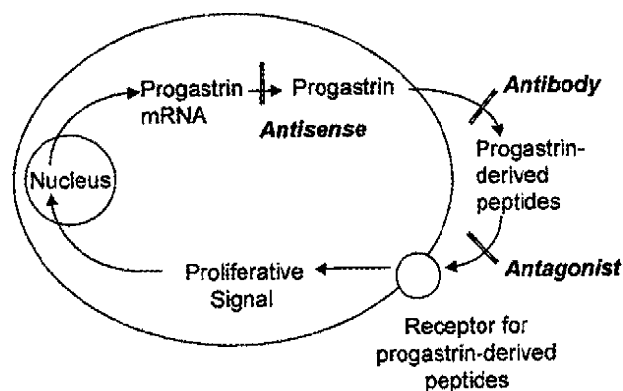 Progastrin
mRNA
Progastrin
Antisense
Antibody
Progastrin-
derived
peptides
Nucleus
Antagonist
Proliferative
Signal
Receptor for
progastrin-derived
peptides